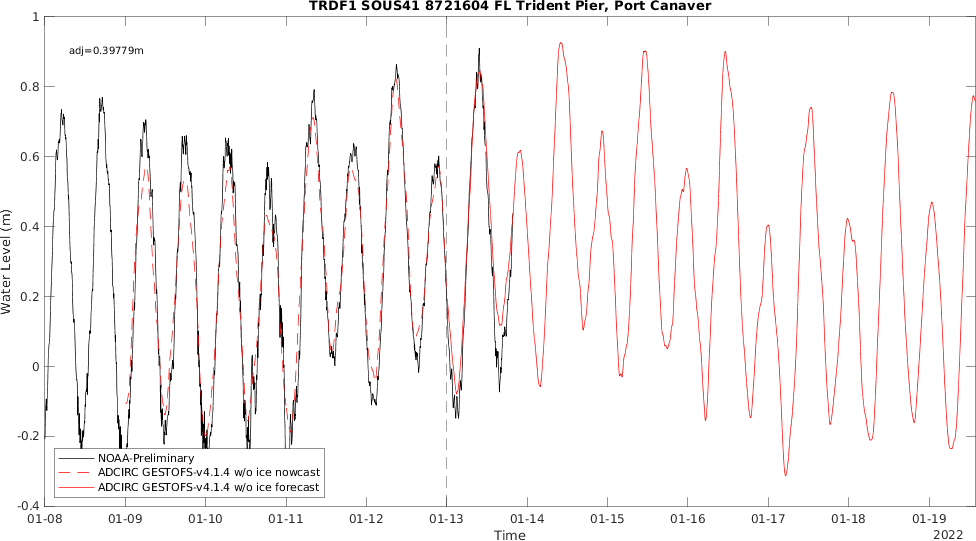 TRDF1 SOUS41 8721604 FL Trident Pier, Port Canaver
adj=0.39779m
1
0.8
0.6
0.4
0.2
0
-0.2
-0.4
Water Level (m)
NOAA-Preliminary
ADCIRC GESTOFS-v4.1.4 w/o ice nowcast
ADCIRC GESTOFS-v4.1.4 w/o ice forecast
01-08 01-09 01-10 01-11 01-12 01-13 01-14 01-15 01-16 01-17 01-18 01-19
Time
2022